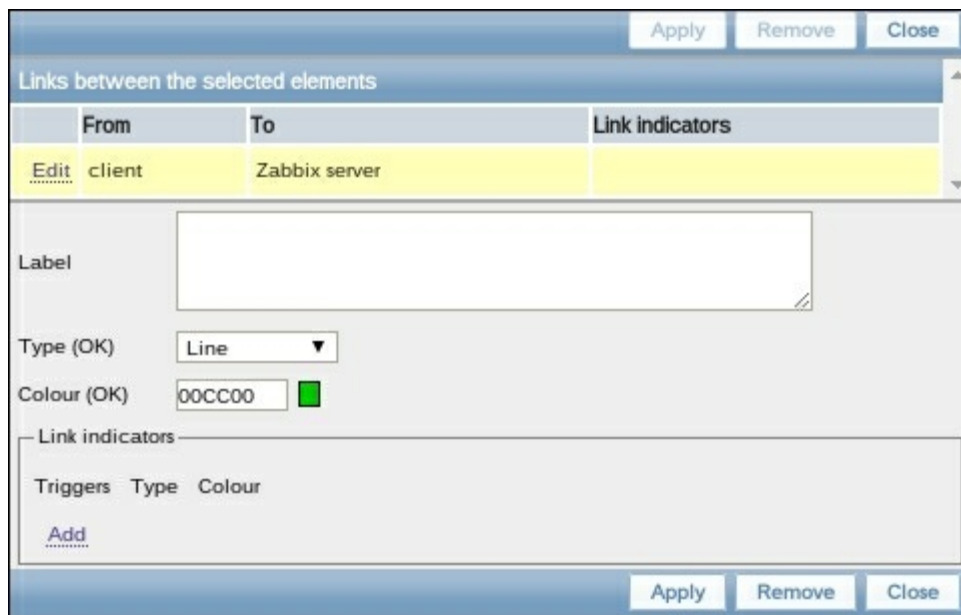 Apply Remove Close
Links between the selected elements
From To Link indicators
Edit client Zabbix server
Label
Type (OK) Line
Colour (OK) 00CC00
Link indicators
Triggers Type Colour
Add
Apply Remove Close